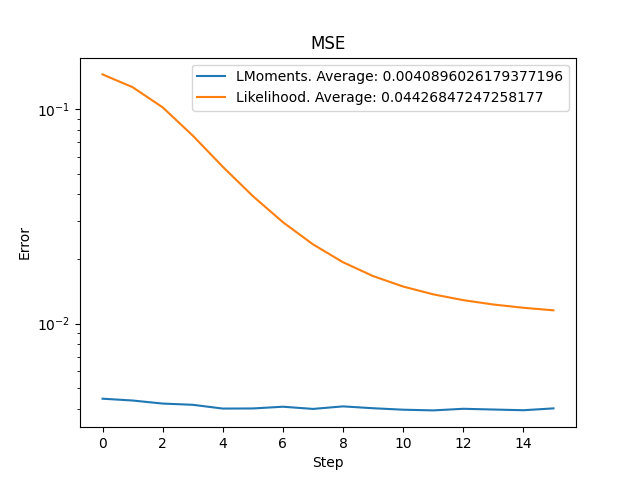 MSE
LMoments. Average: 0.0040896026179377196
Likelihood. Average: 0.04426847247258177
Error
10⁻¹
10⁻²
0 2 4 6 8 10 12 14
Step